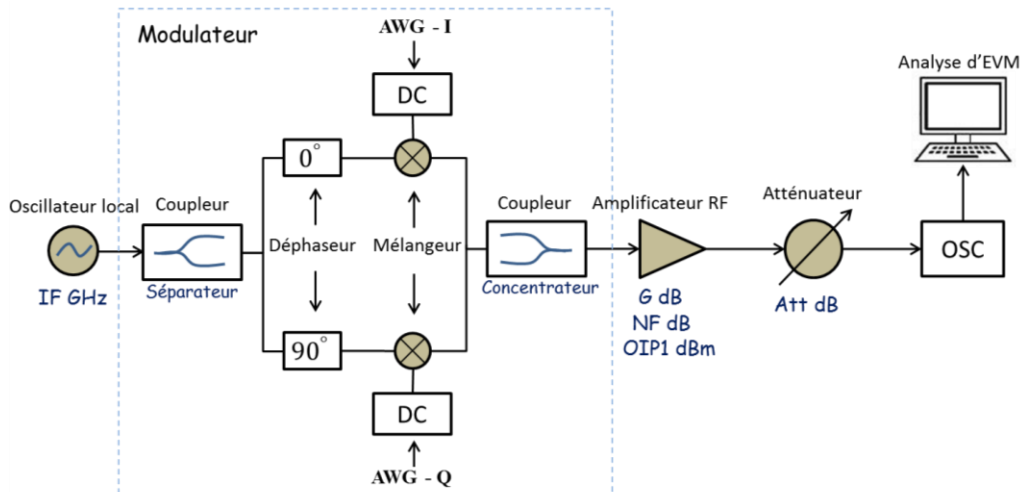 Modulateur
AWG - I
DC
Analyse d'EVM
0°
Oscillateur local
Coupleur
Déphaseur
Mélangeur
Coupleur
Amplificateur RF
Atténuateur
OSC
IF GHz
Séparateur
Concentrateur
G dB
NF dB
OIP1 dBm
Att dB
90°
DC
AWG - Q